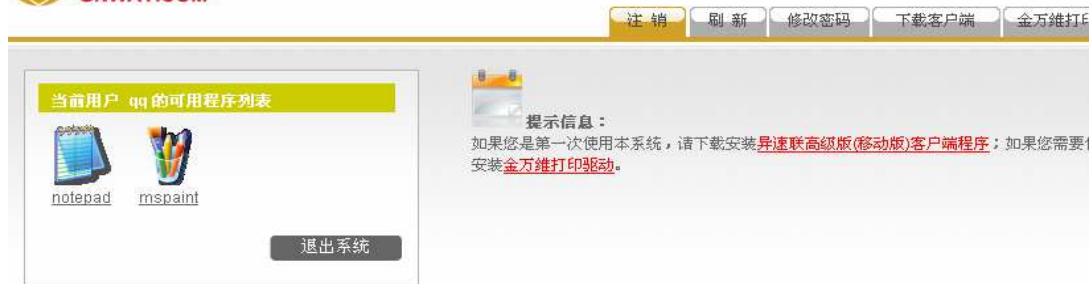 注 销 刷 新 修改密码 下载客户端 金万维打印
当前用户 qq 的可用程序列表
notepad mspaint
退出系统
提示信息：
如果您是第一次使用本系统，请下载安装异速联高级版(移动版)客户端程序；如果您需要
安装金万维打印驱动。